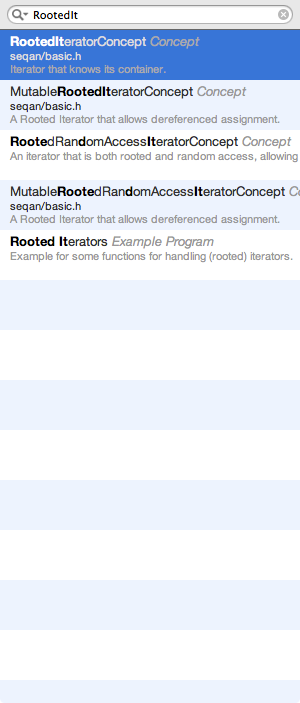 RootedIt
RootedIteratorConcept Concept
seqan/basic.h
Iterator that knows its container.
MutableRootedIteratorConcept Concept
seqan/basic.h
A Rooted Iterator that allows dereferenced assignment.
RootedRandomAccessIteratorConcept Concept
An iterator that is both rooted and random access, allowing
MutableRootedRandomAccessIteratorConcept Co
seqan/basic.h
A Rooted Iterator that allows dereferenced assignment.
Rooted Iterators Example Program
Example for some functions for handling (rooted) iterators.